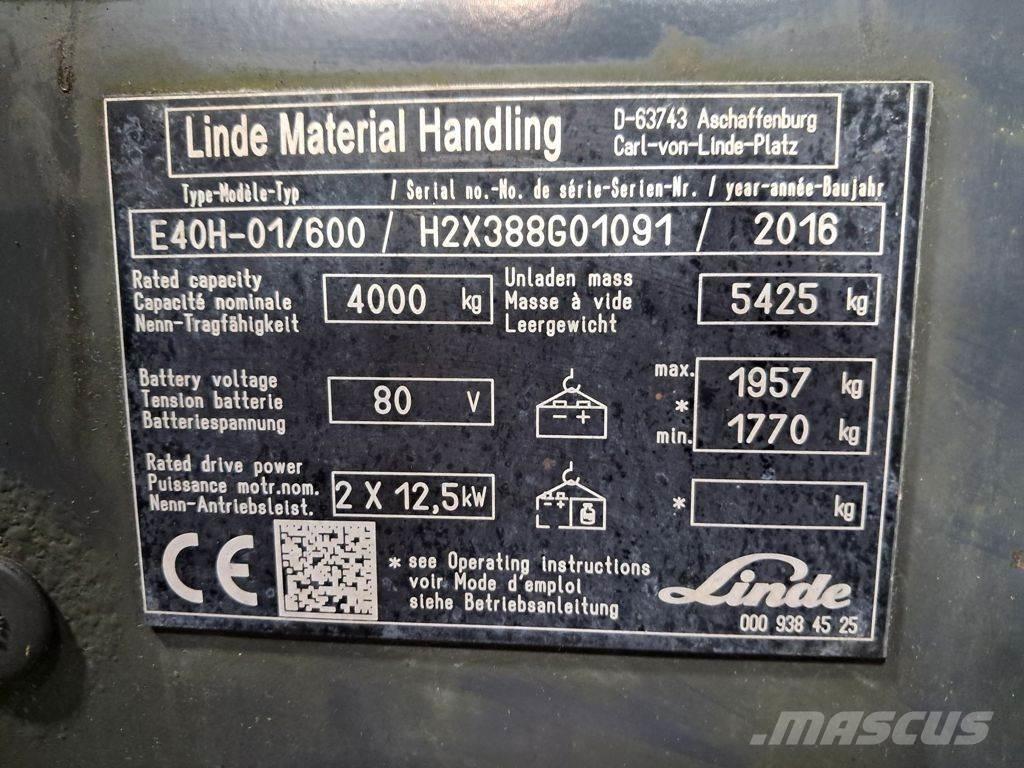 Linde Material Handling
D-63743 Aschaffenburg
Carl-von-Linde-Platz
Type-Modèle-Typ / Serial no.-No. de série-Serien-Nr. / year-année-Baujahr
E40H-01/600 / H2X388G01091 / 2016
Rated capacity
Capacité nominale
Nenn-Tragfähigkeit
4000 kg
Unladen mass
Masse à vide
Leergewicht
5425 kg
Battery voltage
Tension batterie
Batteriespannung
80 V
- +
max. 1957 kg
*
min. 1770 kg
Rated drive power
Puissance motr.nom.
Nenn-Antriebsleist.
2 X 12,5kW
- +
* kg
CE
* see Operating instructions
voir Mode d'emploi
siehe Betriebsanleitung
Linde
000 938 45 25
MASCUS